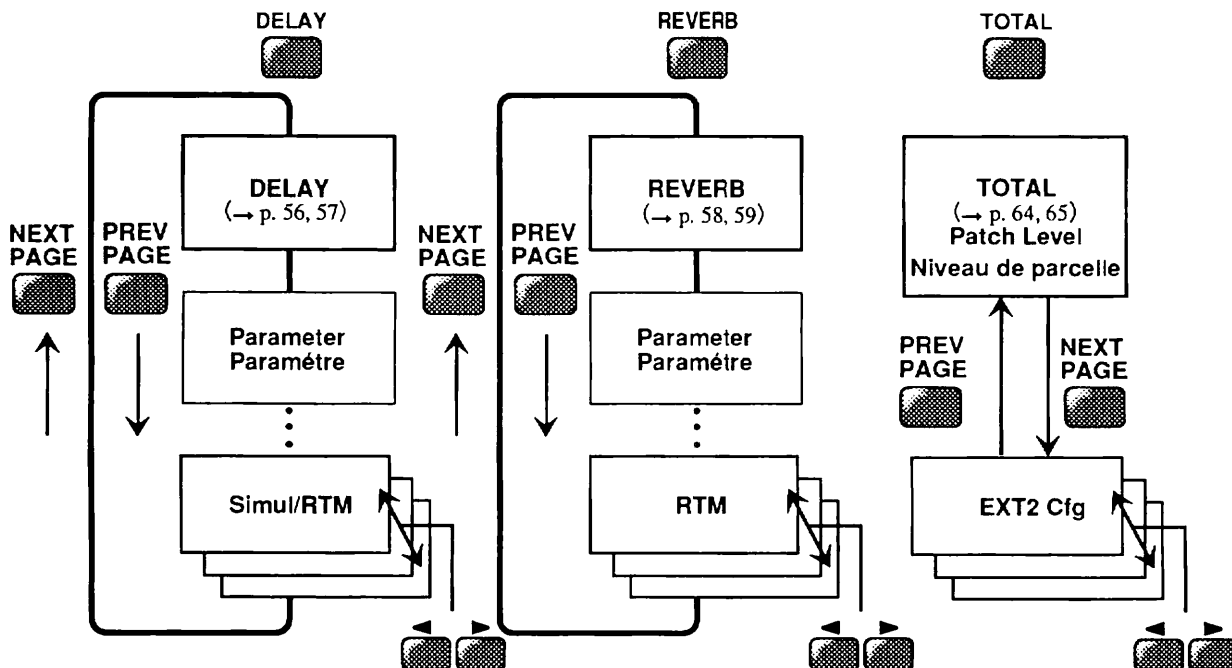 DELAY
REVERB
TOTAL
DELAY
(→ p. 56, 57)
REVERB
(→ p. 58, 59)
TOTAL
(→ p. 64, 65)
Patch Level
Niveau de parcelle
NEXT
PAGE
PREV
PAGE
NEXT
PAGE
PREV
PAGE
Parameter
Paramétre
Parameter
Paramétre
PREV
PAGE
NEXT
PAGE
Simul/RTM
RTM
EXT2 Cfg